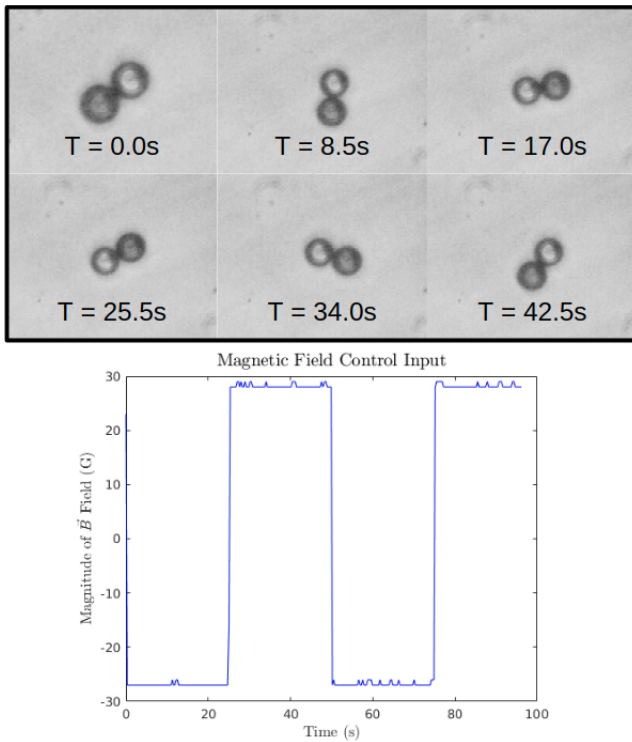 T = 0.0s
T = 8.5s
T = 17.0s
T = 25.5s
T = 34.0s
T = 42.5s
Magnetic Field Control Input
30
20
10
0
-10
-20
-30
Magnitude of B⃗ Field (G)
0
20
40
60
80
100
Time (s)